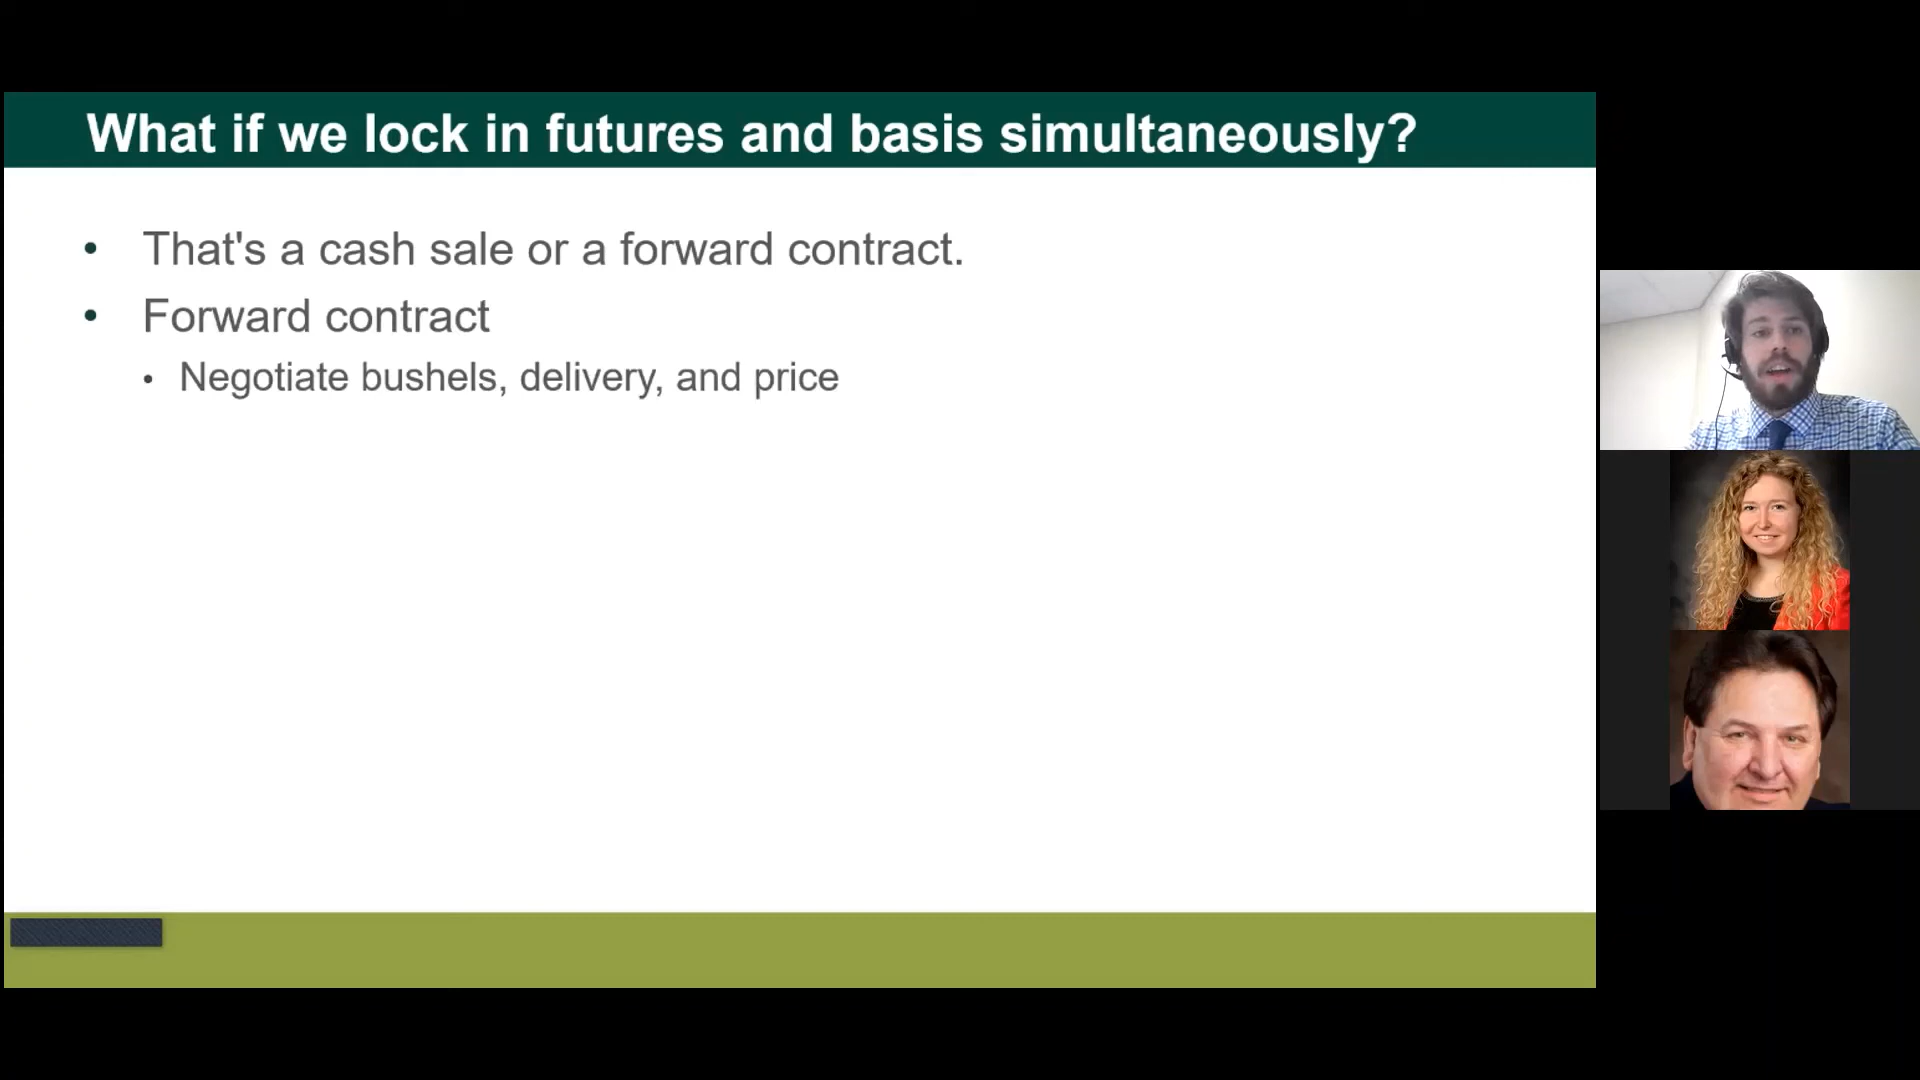 What if we lock in futures and basis simultaneously?
• That's a cash sale or a forward contract.
• Forward contract
• Negotiate bushels, delivery, and price